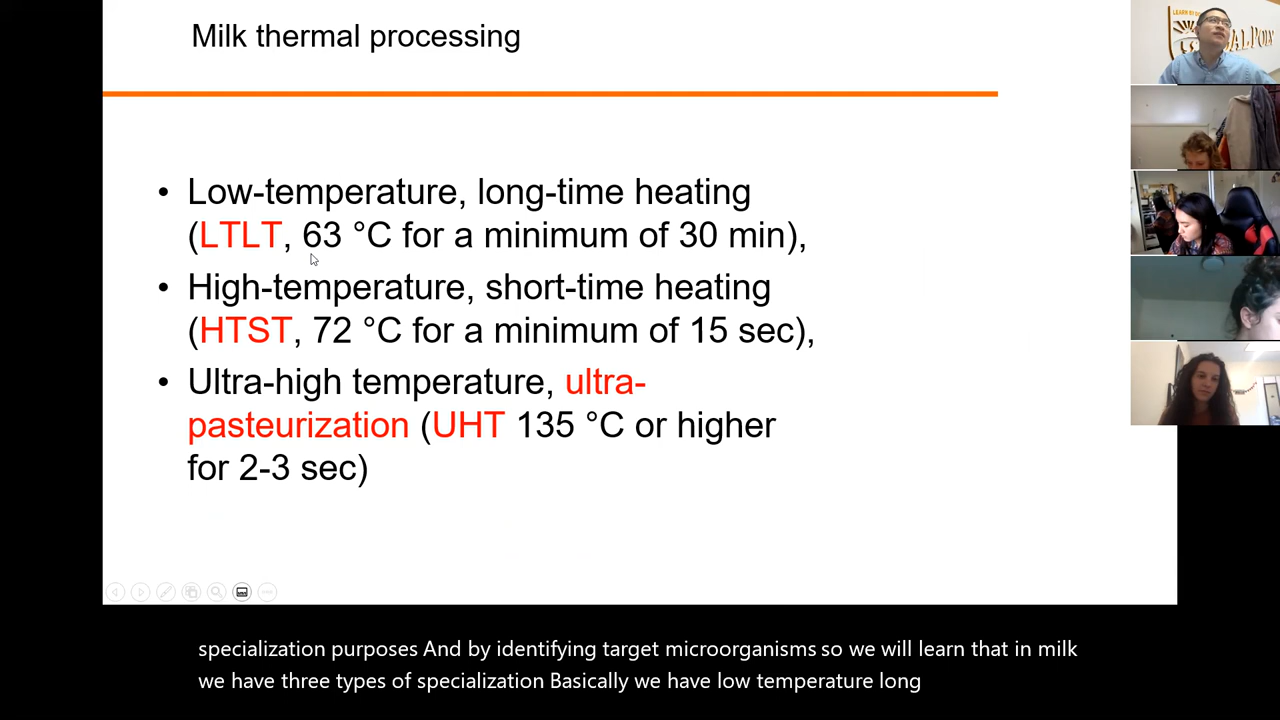 Milk thermal processing
• Low-temperature, long-time heating
(LTLT, 63 °C for a minimum of 30 min),
• High-temperature, short-time heating
(HTST, 72 °C for a minimum of 15 sec),
• Ultra-high temperature, ultra-
pasteurization (UHT 135 °C or higher
for 2-3 sec)
specialization purposes And by identifying target microorganisms so we will learn that in milk
we have three types of specialization Basically we have low temperature long